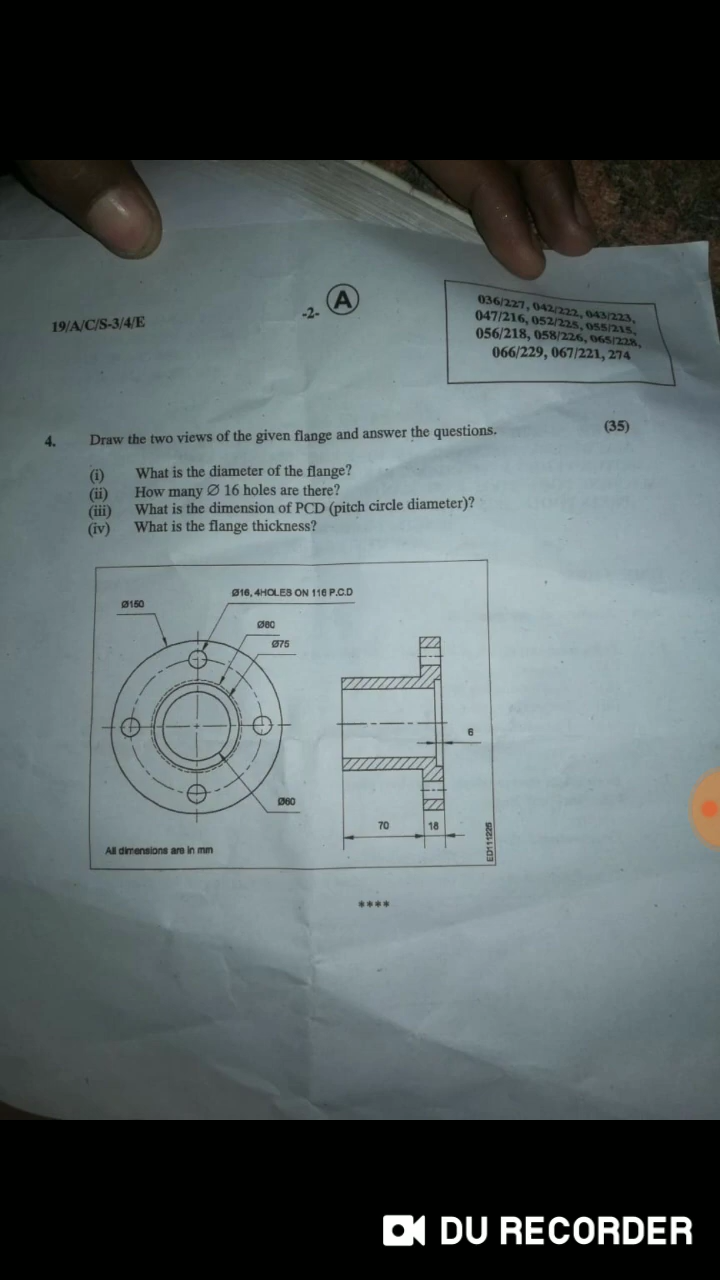 19/A/C/S-3/4/E
-2-
A
036/227, 042/222, 043/223,
047/216, 052/225, 055/215,
056/218, 058/226, 065/228,
066/229, 067/221, 274
4. Draw the two views of the given flange and answer the questions. (35)
(i) What is the diameter of the flange?
(ii) How many Ø 16 holes are there?
(iii) What is the dimension of PCD (pitch circle diameter)?
(iv) What is the flange thickness?
Ø16, 4HOLES ON 116 P.C.D
Ø150
Ø80
Ø75
6
Ø60
70
18
All dimensions are in mm
ED111225
****
DU RECORDER